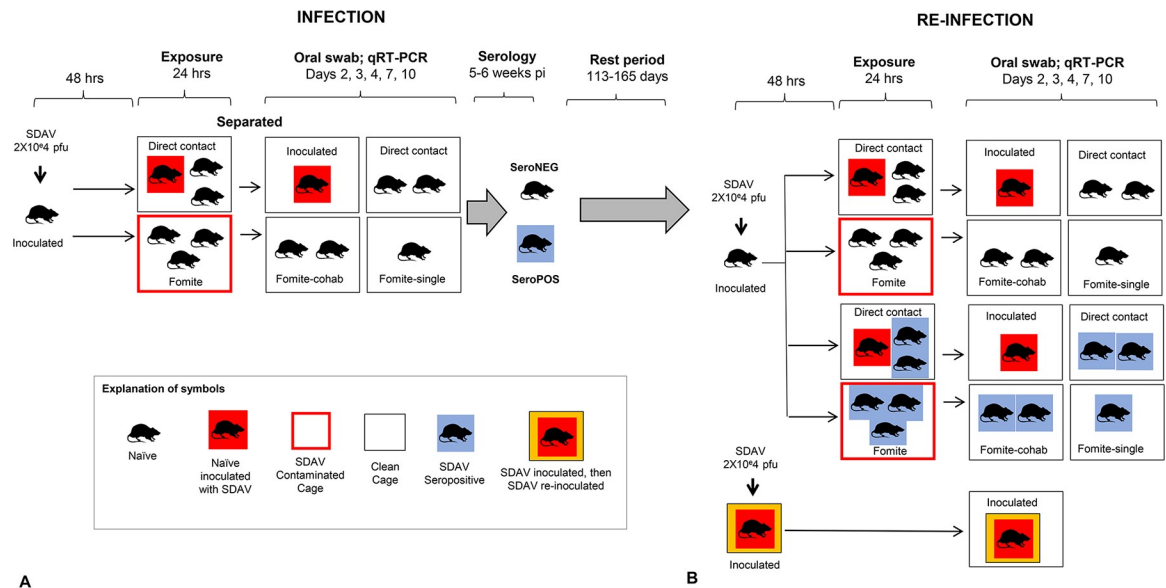 INFECTION
Exposure
24 hrs
Oral swab; qRT-PCR
Days 2, 3, 4, 7, 10
Serology
5-6 weeks pi
Rest period
113-165 days
48 hrs
Separated
SDAV
2X10^e4 pfu
Inoculated
Direct contact
Fomite
Inoculated
Direct contact
Fomite-cohab
Fomite-single
SeroNEG
SeroPOS
Explanation of symbols
Naïve
Naïve
inoculated
with SDAV
SDAV
Contaminated
Cage
Clean
Cage
SDAV
Seropositive
SDAV inoculated, then
SDAV re-inoculated
A
RE-INFECTION
48 hrs
Exposure
24 hrs
Oral swab; qRT-PCR
Days 2, 3, 4, 7, 10
SDAV
2X10^e4 pfu
Inoculated
Direct contact
Inoculated
Direct contact
Fomite
Fomite-cohab
Fomite-single
Direct contact
Inoculated
Direct contact
Fomite
Fomite-cohab
Fomite-single
SDAV
2X10^e4 pfu
Inoculated
Inoculated
B